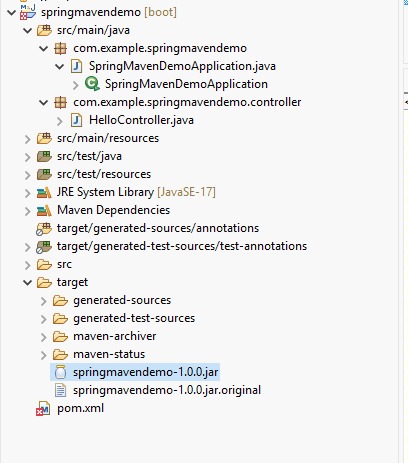 springmavendemo [boot]
src/main/java
com.example.springmavendemo
SpringMavenDemoApplication.java
SpringMavenDemoApplication
com.example.springmavendemo.controller
HelloController.java
src/main/resources
src/test/java
src/test/resources
JRE System Library [JavaSE-17]
Maven Dependencies
target/generated-sources/annotations
target/generated-test-sources/test-annotations
src
target
generated-sources
generated-test-sources
maven-archiver
maven-status
springmavendemo-1.0.0.jar
springmavendemo-1.0.0.jar.original
pom.xml